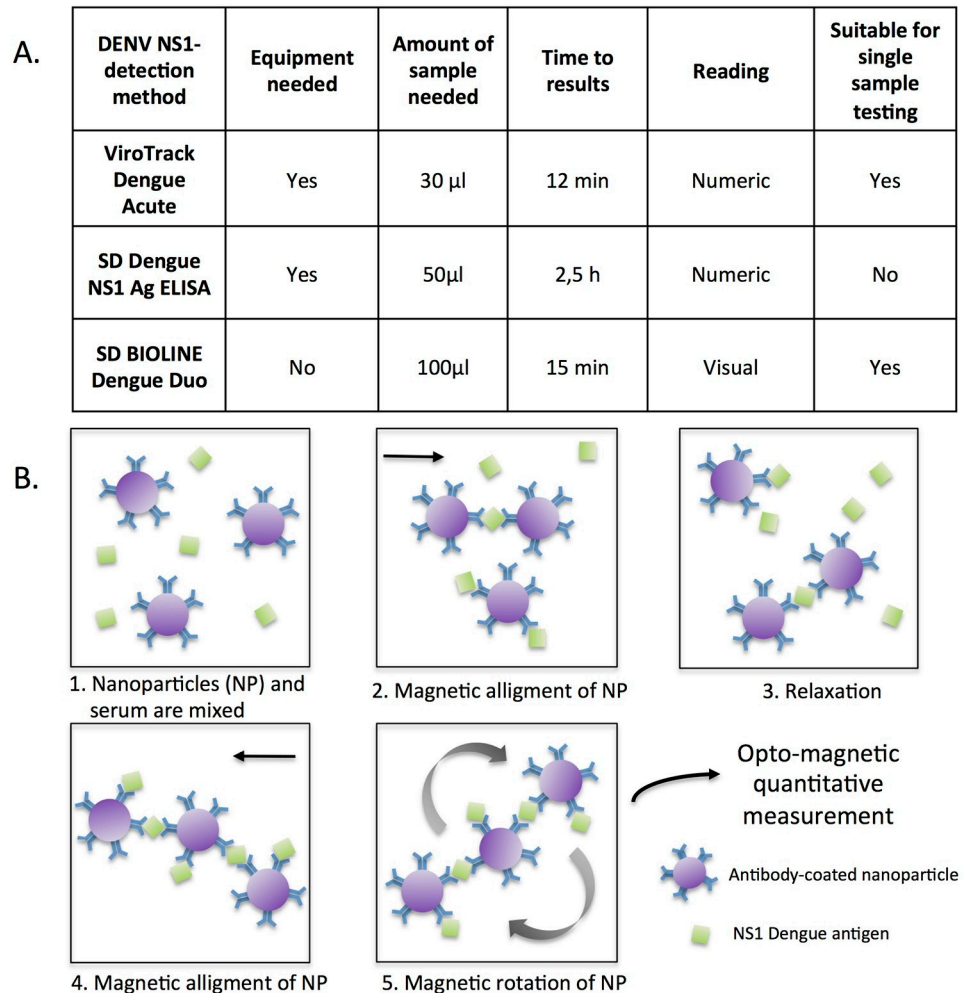 A.
DENV NS1-
detection
method
Equipment
needed
Amount of
sample
needed
Time to
results
Reading
Suitable for
single
sample
testing
ViroTrack
Dengue
Acute
Yes
30 µl
12 min
Numeric
Yes
SD Dengue
NS1 Ag ELISA
Yes
50µl
2,5 h
Numeric
No
SD BIOLINE
Dengue Duo
No
100µl
15 min
Visual
Yes
B.
1. Nanoparticles (NP) and
serum are mixed
2. Magnetic alligment of NP
3. Relaxation
4. Magnetic alligment of NP
5. Magnetic rotation of NP
Opto-magnetic
quantitative
measurement
Antibody-coated nanoparticle
NS1 Dengue antigen